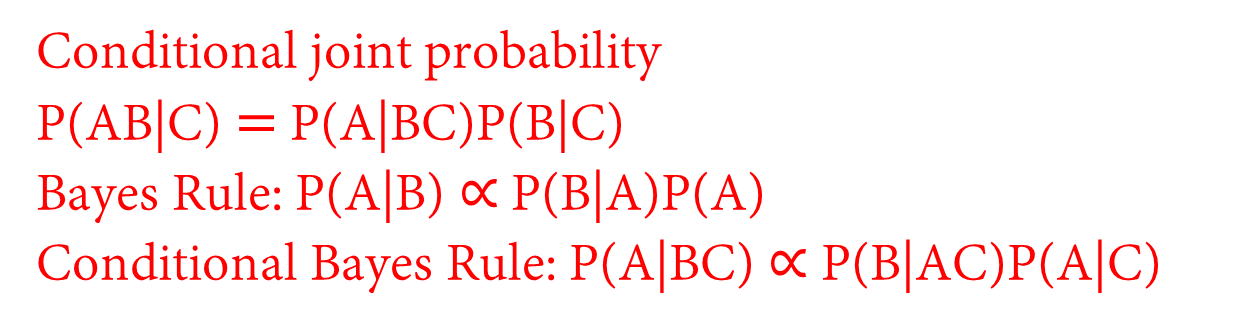 Conditional joint probability
P(AB|C) = P(A|BC)P(B|C)
Bayes Rule: P(A|B) ∝ P(B|A)P(A)
Conditional Bayes Rule: P(A|BC) ∝ P(B|AC)P(A|C)